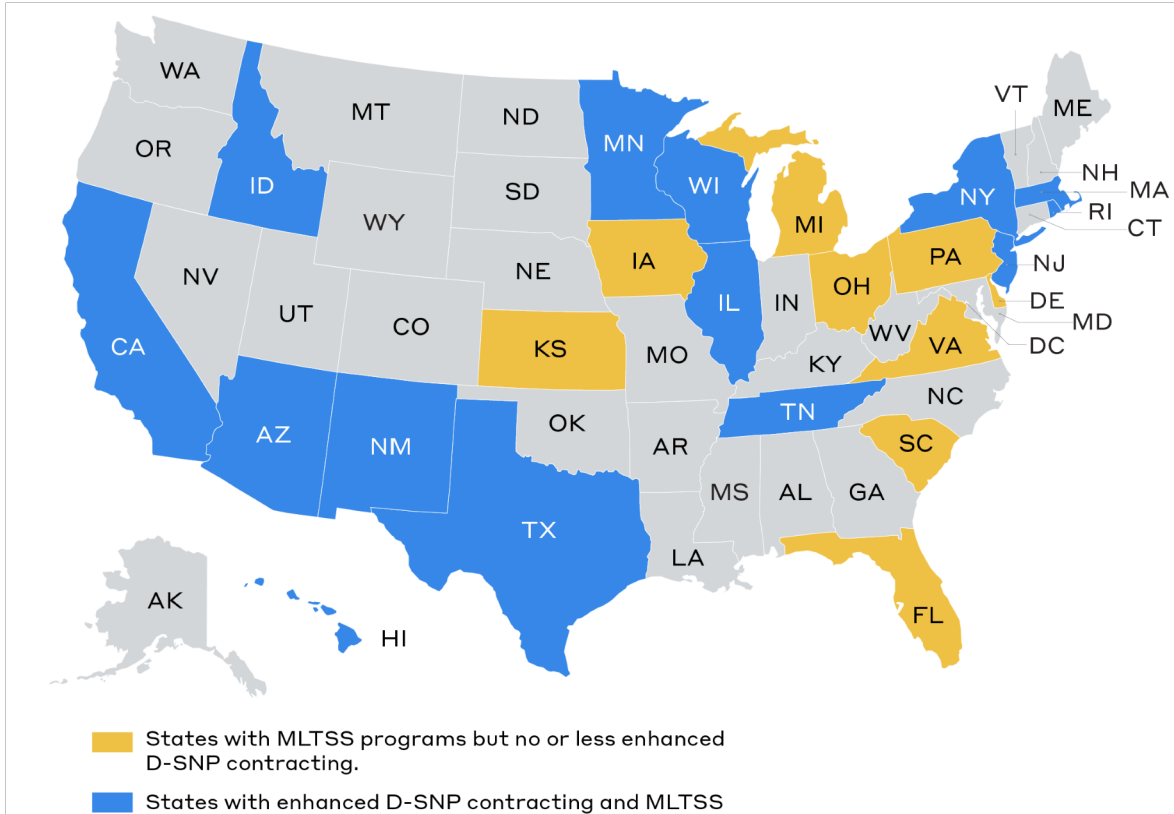 WA
MT
ND
MN
VT
ME
OR
ID
SD
WI
NY
NH
MA
WY
MI
RI
CT
IA
PA
NJ
NV
NE
OH
DE
UT
CO
IL
IN
MD
WV
DC
CA
KS
MO
VA
KY
NC
TN
OK
AZ
NM
AR
SC
MS
AL
GA
TX
LA
AK
FL
HI
States with MLTSS programs but no or less enhanced
D-SNP contracting.
States with enhanced D-SNP contracting and MLTSS